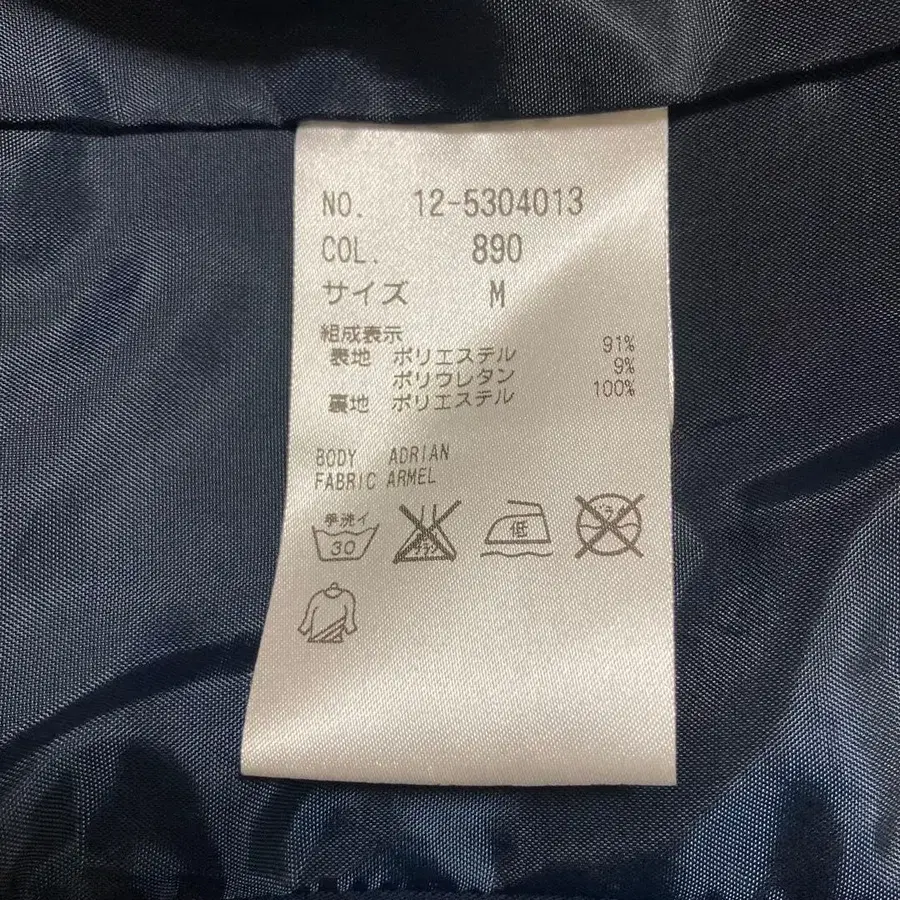 NO. 12-5304013
COL. 890
サイズ M
組成表示
表地 ポリエステル 91%
ポリウレタン 9%
裏地 ポリエステル 100%
BODY ADRIAN
FABRIC ARMEL
手洗イ
30
低